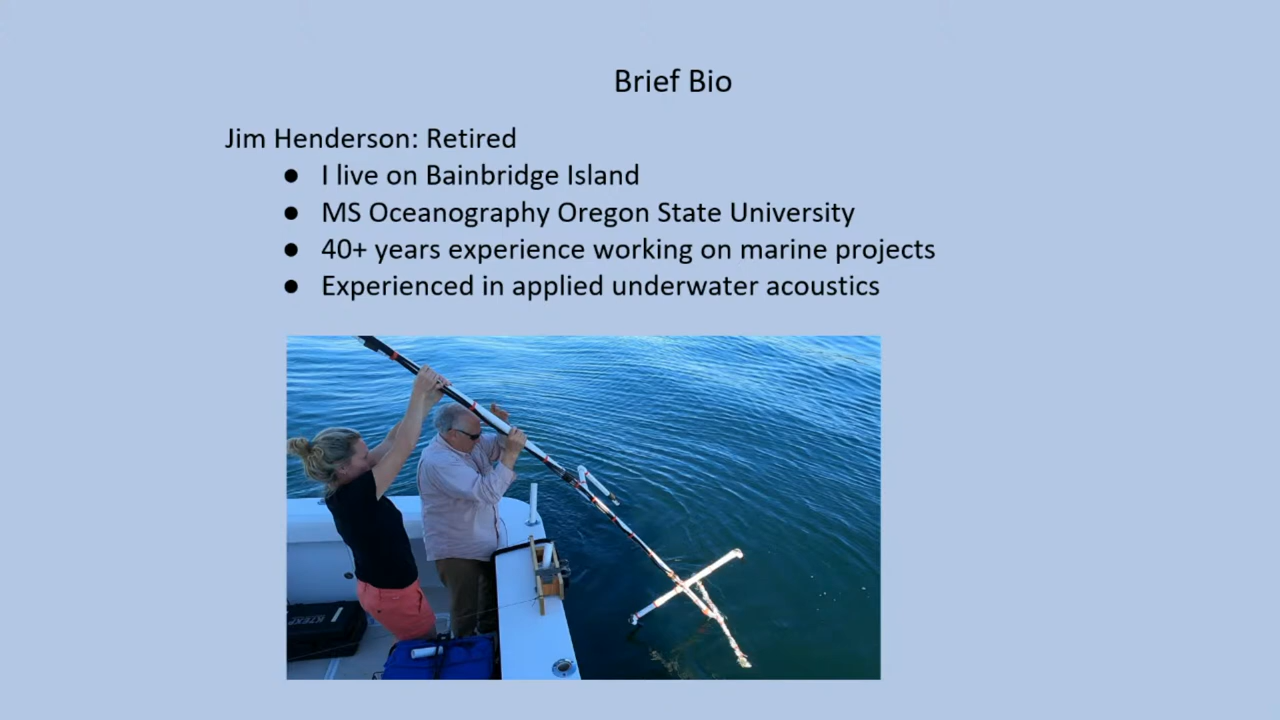 Brief Bio
Jim Henderson: Retired
● I live on Bainbridge Island
● MS Oceanography Oregon State University
● 40+ years experience working on marine projects
● Experienced in applied underwater acoustics